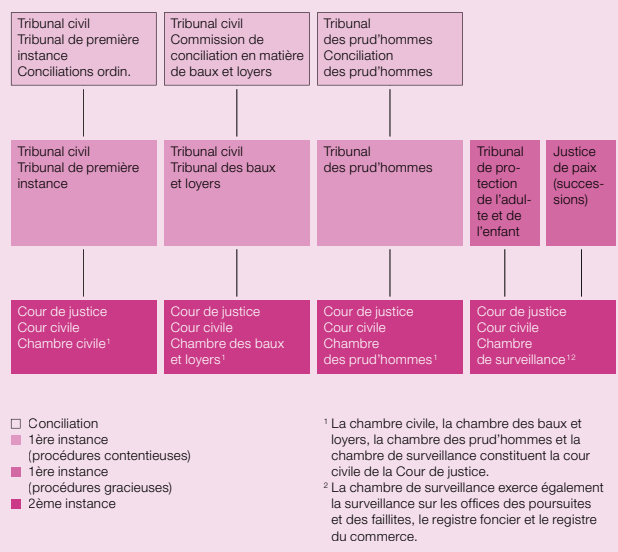 Tribunal civil
Tribunal de première
instance
Conciliations ordin.
Tribunal civil
Commission de
conciliation en matière
de baux et loyers
Tribunal
des prud'hommes
Conciliation
des prud'hommes
Tribunal civil
Tribunal de première
instance
Tribunal civil
Tribunal des baux
et loyers
Tribunal
des prud'hommes
Tribunal
de pro-
tection
de l'adul-
te et de
l'enfant
Justice
de paix
(succes-
sions)
Cour de justice
Cour civile
Chambre civile¹
Cour de justice
Cour civile
Chambre des baux
et loyers¹
Cour de justice
Cour civile
Chambre
des prud'hommes¹
Cour de justice
Cour civile
Chambre
de surveillance¹²
Conciliation
1ère instance
(procédures contentieuses)
1ère instance
(procédures gracieuses)
2ème instance
¹ La chambre civile, la chambre des baux et
loyers, la chambre des prud'hommes et la
chambre de surveillance constituent la cour
civile de la Cour de justice.
² La chambre de surveillance exerce également
la surveillance sur les offices des poursuites
et des faillites, le registre foncier et le registre
du commerce.